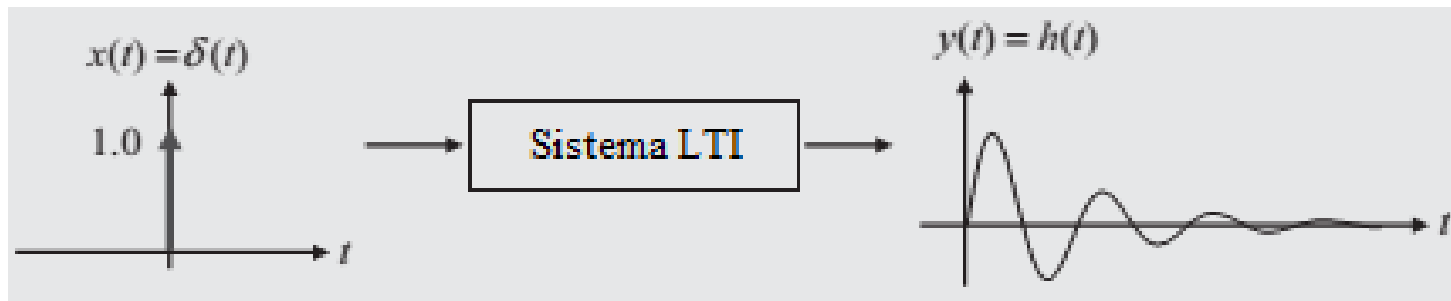 x(t)=δ(t)
1.0
t
Sistema LTI
y(t)=h(t)
t